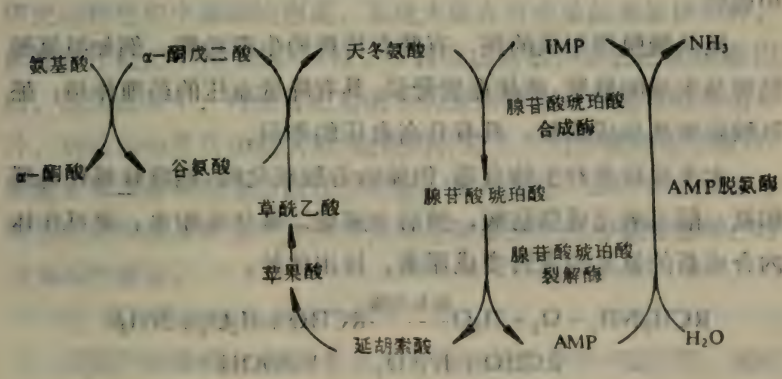 氨基酸
α-酮戊二酸
天冬氨酸
IMP
NH₃
腺苷酸琥珀酸
合成酶
α-酮酸
谷氨酸
草酰乙酸
腺苷酸琥珀酸
AMP脱氨酶
苹果酸
腺苷酸琥珀酸
裂解酶
延胡索酸
AMP
H₂O